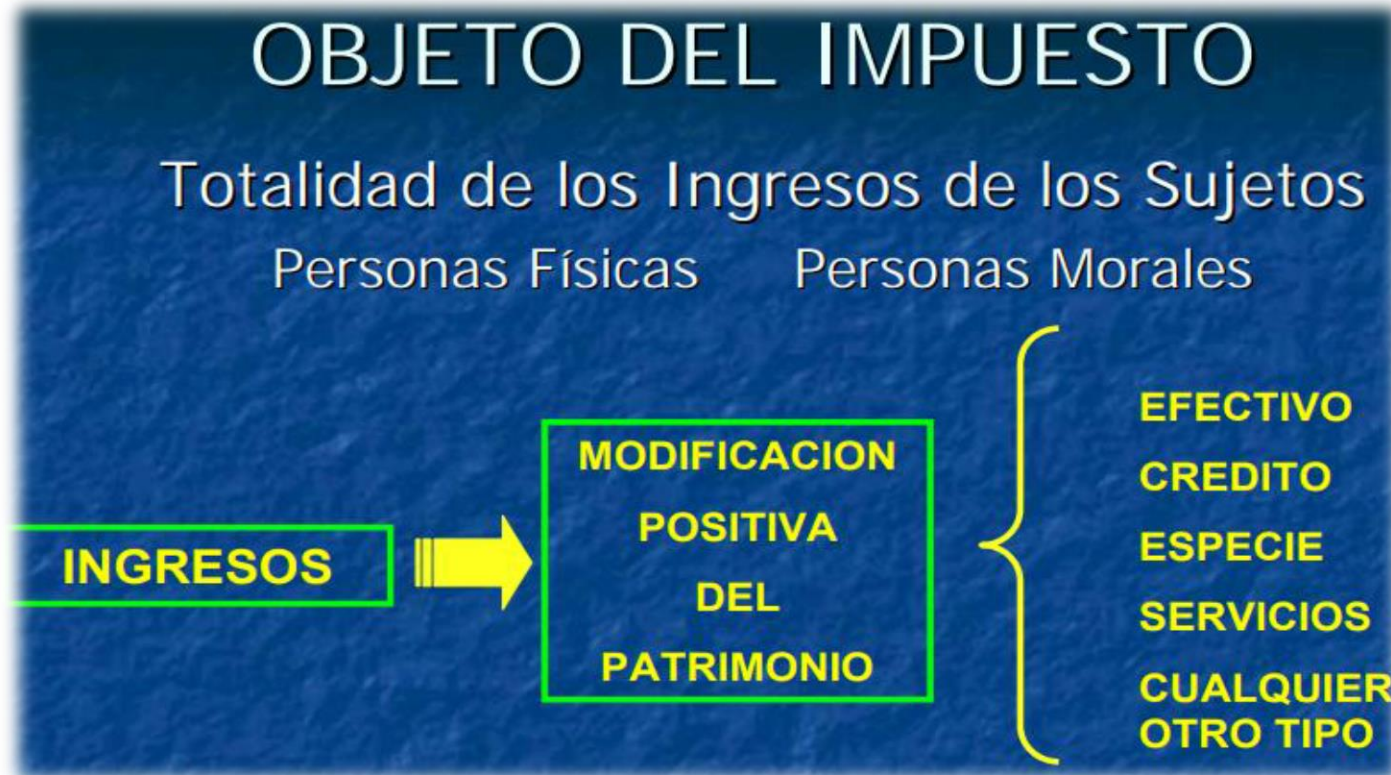 OBJETO DEL IMPUESTO
Totalidad de los Ingresos de los Sujetos
Personas Físicas Personas Morales
INGRESOS
MODIFICACION
POSITIVA
DEL
PATRIMONIO
EFECTIVO
CREDITO
ESPECIE
SERVICIOS
CUALQUIER
OTRO TIPO